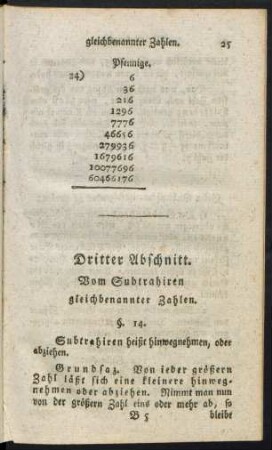 gleichbenannter Zahlen. 25
Pfennige.
24) 6
36
216
1296
7776
46656
279936
1679616
10077696
60466176
Dritter Abschnitt.
Vom Subtrahiren
gleichbenannter Zahlen.
§. 14.
Subtrahiren heißt hinwegnehmen, oder
abziehen.
Grundsaz. Von ieder größern
Zahl läßt sich eine kleinere hinweg-
nehmen oder abziehen. Nimmt man nun
von der größern Zahl eins oder mehr ab, so
B 5 bleibt